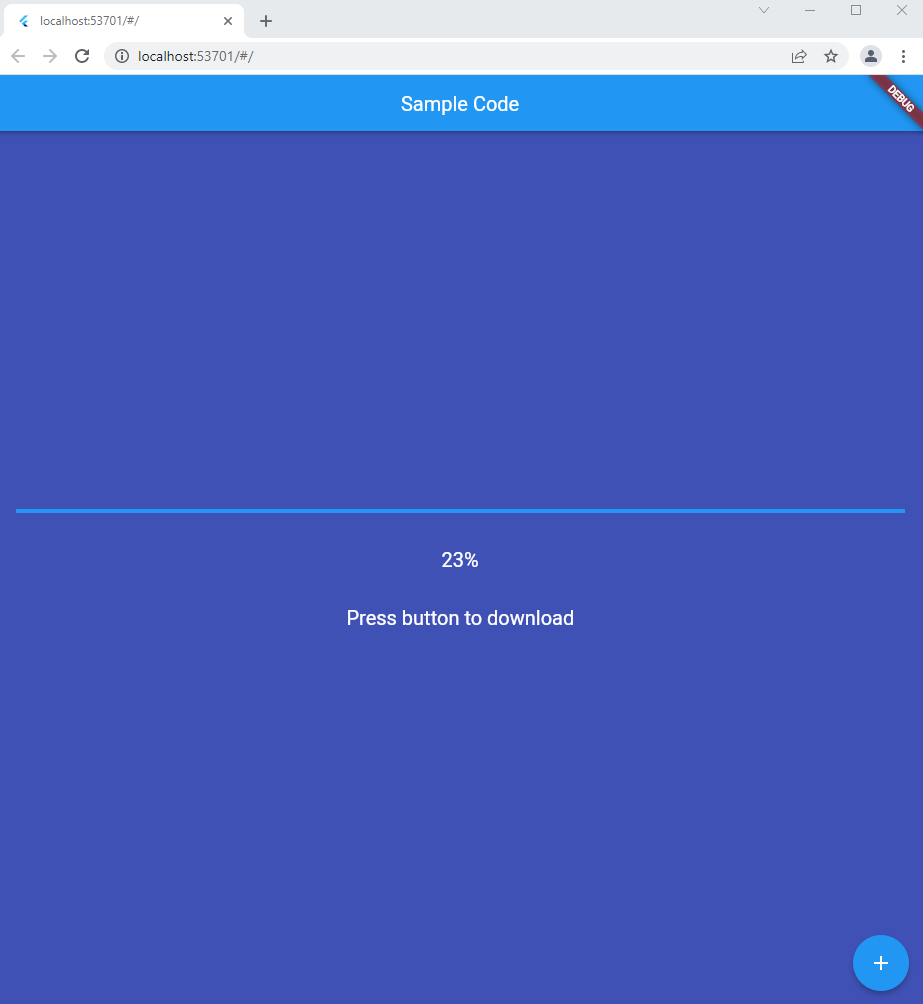 localhost:53701/#/
localhost:53701/#/
Sample Code
DEBUG
23%
Press button to download